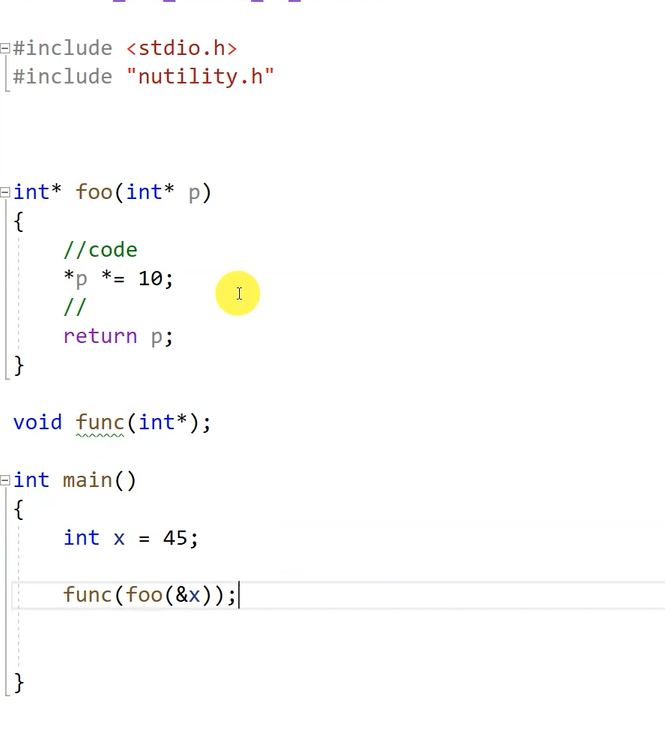 #include <stdio.h>
#include "nutility.h"
int* foo(int* p)
{
    //code
    *p *= 10;
    //
    return p;
}
void func(int*);
int main()
{
    int x = 45;
    func(foo(&x));
}